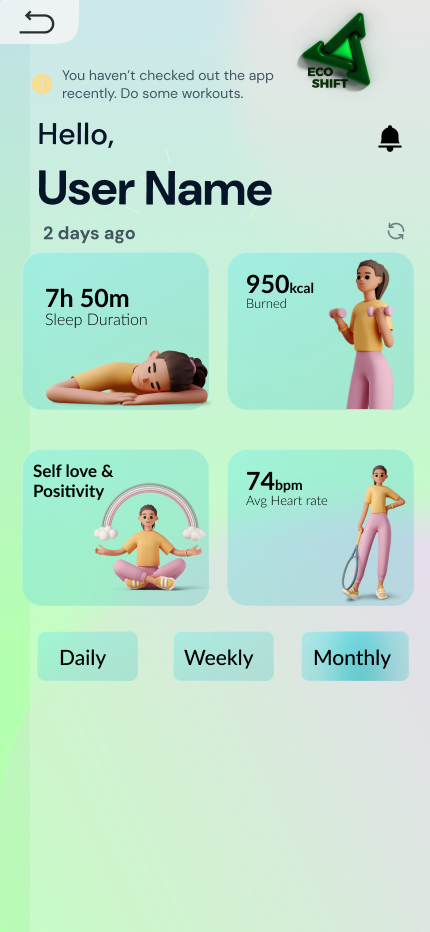 ECO
SHIFT
You haven't checked out the app
recently. Do some workouts.
Hello,
User Name
2 days ago
7h 50m
Sleep Duration
950kcal
Burned
Self love &
Positivity
74bpm
Avg Heart rate
Daily
Weekly
Monthly